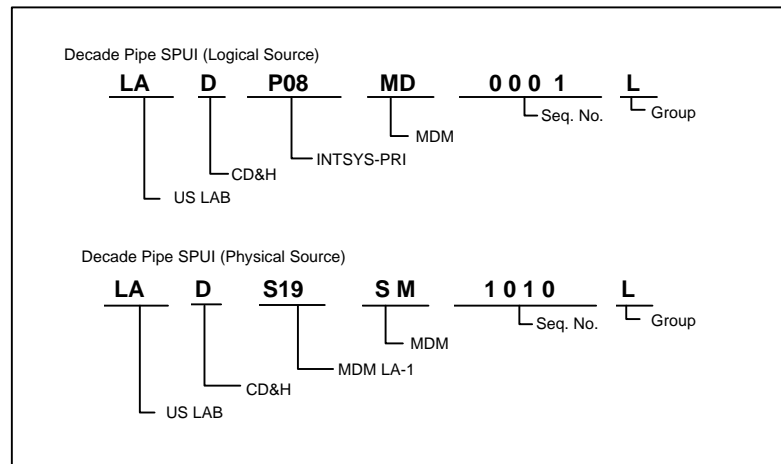 Decade Pipe SPUI (Logical Source)
LA D P08 MD 0 0 0 1 L
Seq. No. Group
MDM
INTSYS-PRI
CD&H
US LAB
Decade Pipe SPUI (Physical Source)
LA D S19 S M 1 0 1 0 L
Seq. No. Group
MDM
MDM LA-1
CD&H
US LAB